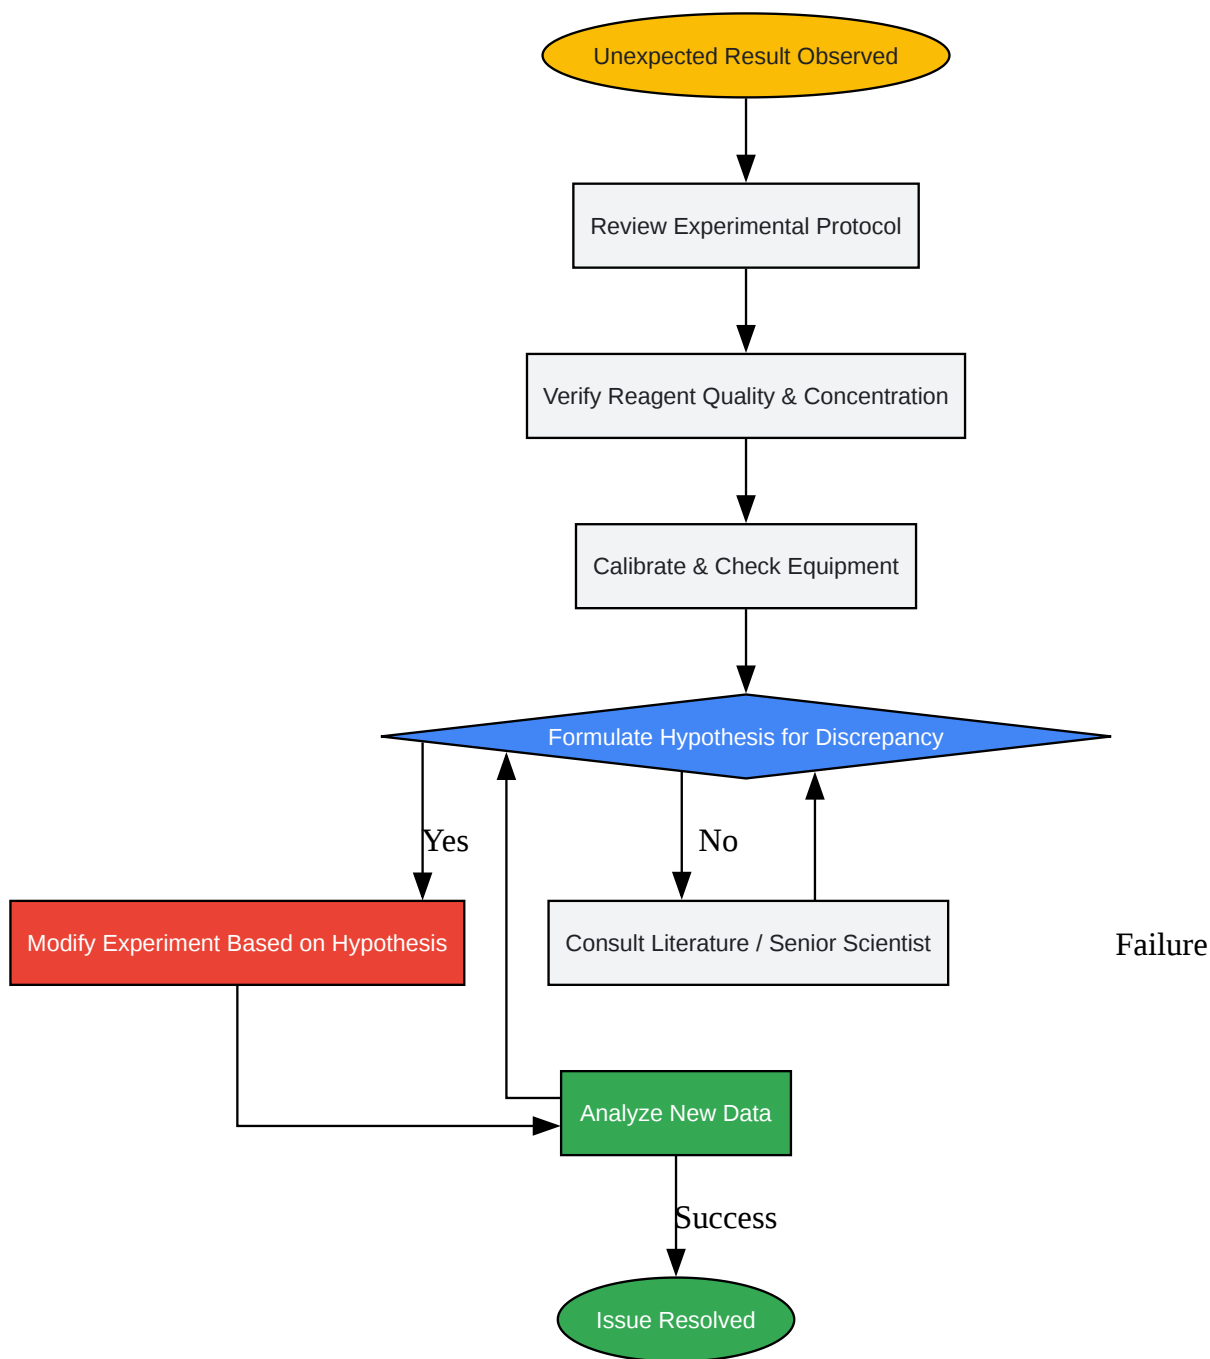 Unexpected Result Observed
Review Experimental Protocol
Verify Reagent Quality & Concentration
Calibrate & Check Equipment
Formulate Hypothesis for Discrepancy
Yes
No
Modify Experiment Based on Hypothesis
Consult Literature / Senior Scientist
Failure
Analyze New Data
Success
Issue Resolved